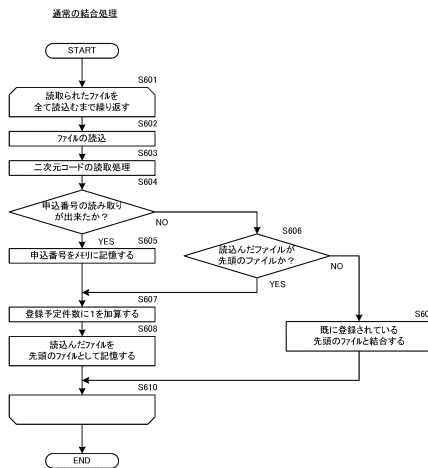 通常の結合処理
START
S601
読取られたファイルを
全て読込むまで繰り返す
S602
ファイルの読込
S603
二次元コードの読取処理
S604
申込番号の読み取り
が出来たか？
NO
YES
S605
申込番号をメモリに記憶する
S606
読込んだファイルが
先頭のファイルか？
NO
YES
S607
登録予定件数に1を加算する
S608
読込んだファイルを
先頭のファイルとして記憶する
既に登録されている
先頭のファイルと結合する
S610
END